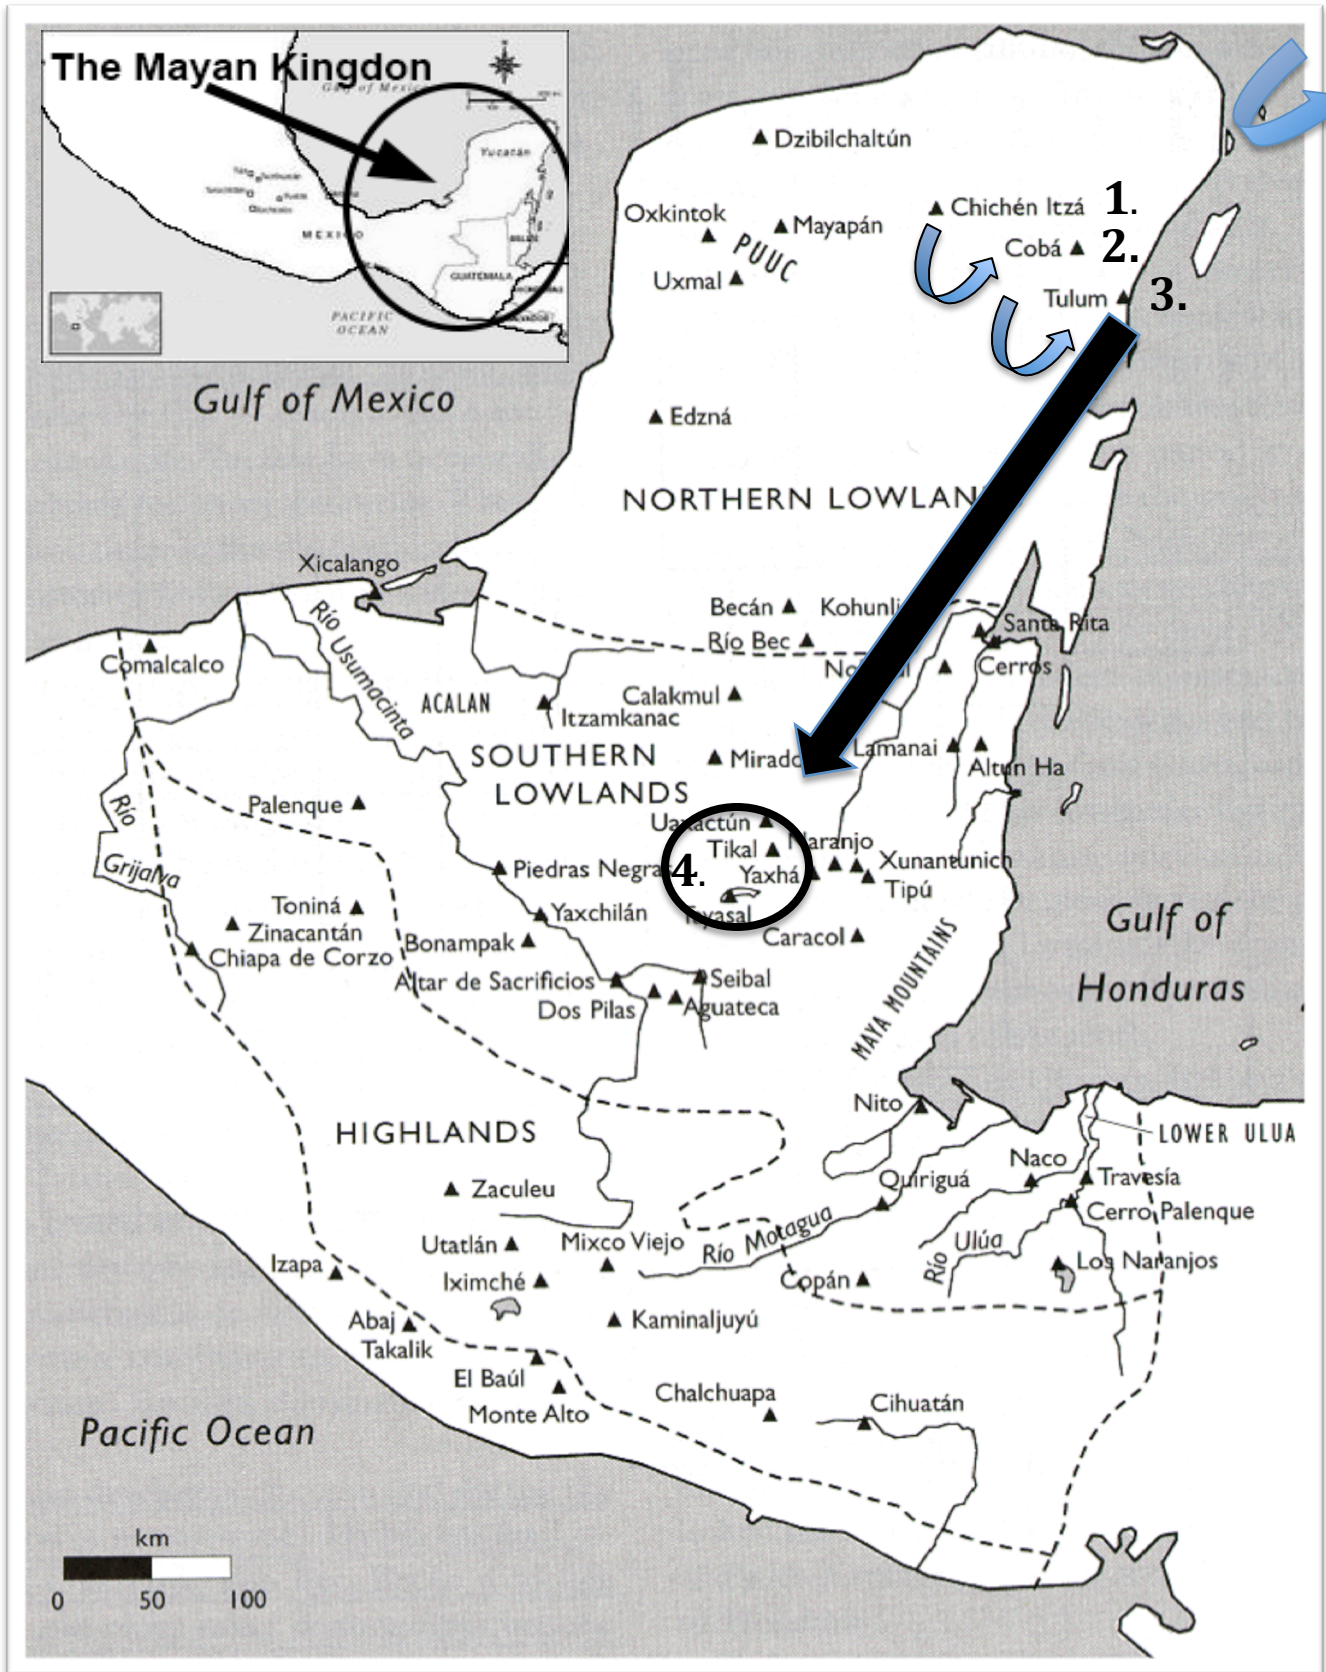 The Mayan Kingdon
Gulf of Mexico
Yucatán
MEXICO
BELIZE
GUATEMALA
PACIFIC
OCEAN
Dzibilchaltún
Chichén Itzá 1.
Oxkintok
Mayapán
PUUC
Cobá 2.
Uxmal
Tulum 3.
Gulf of Mexico
Edzná
NORTHERN LOWLAN
Xicalango
Becán
Kohunli
Río Usumacinta
Santa Rita
Río Bec
Comalcalco
Cerros
Calakmul
ACALAN
Itzamkanac
SOUTHERN
LOWLANDS
Mirado
Lamanai
Altun Ha
Palenque
Río
Grijalva
Uaxactún
Tikal
Naranjo
4.
Yaxhá
Xunantunich
Tipú
Piedras Negras
Tayasal
Toniná
Zinacantán
Yaxchilán
Gulf of
Honduras
Chiapa de Corzo
Bonampak
Caracol
MAYA MOUNTAINS
Altar de Sacrificios
Seibal
Dos Pilas
Aguateca
Nito
HIGHLANDS
LOWER ULUA
Naco
Travesía
Zaculeu
Quiriguá
Cerro Palenque
Utatlán
Mixco Viejo
Río Motagua
Río Ulúa
Izapa
Iximché
Copán
Los Naranjos
Abaj
Takalik
Kaminaljuyú
El Baúl
Monte Alto
Chalchuapa
Cihuatán
Pacific Ocean
km
0 50 100